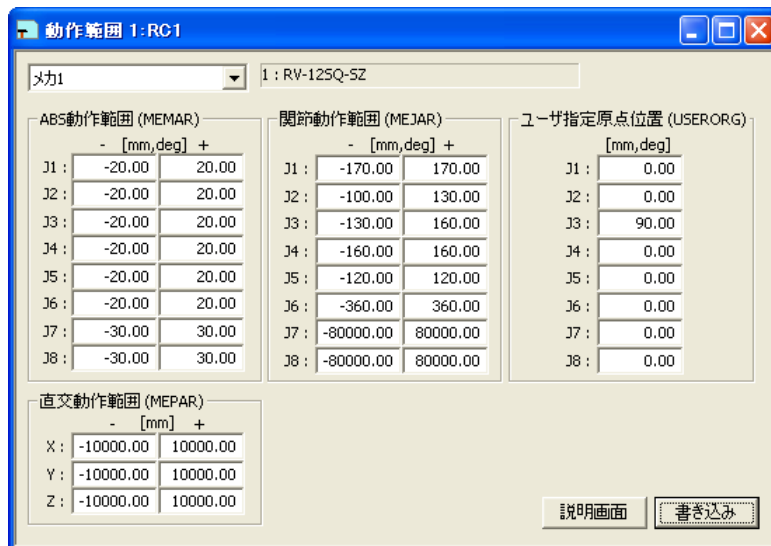 動作範囲 1:RC1
メカ1
1 : RV-12SQ-SZ
ABS動作範囲 (MEMAR)
- [mm,deg] +
J1 : -20.00 20.00
J2 : -20.00 20.00
J3 : -20.00 20.00
J4 : -20.00 20.00
J5 : -20.00 20.00
J6 : -20.00 20.00
J7 : -30.00 30.00
J8 : -30.00 30.00
関節動作範囲 (MEJAR)
- [mm,deg] +
J1 : -170.00 170.00
J2 : -100.00 130.00
J3 : -130.00 160.00
J4 : -160.00 160.00
J5 : -120.00 120.00
J6 : -360.00 360.00
J7 : -80000.00 80000.00
J8 : -80000.00 80000.00
ユーザ指定原点位置 (USERORG)
[mm,deg]
J1 : 0.00
J2 : 0.00
J3 : 90.00
J4 : 0.00
J5 : 0.00
J6 : 0.00
J7 : 0.00
J8 : 0.00
直交動作範囲 (MEPAR)
- [mm] +
X : -10000.00 10000.00
Y : -10000.00 10000.00
Z : -10000.00 10000.00
説明画面
書き込み